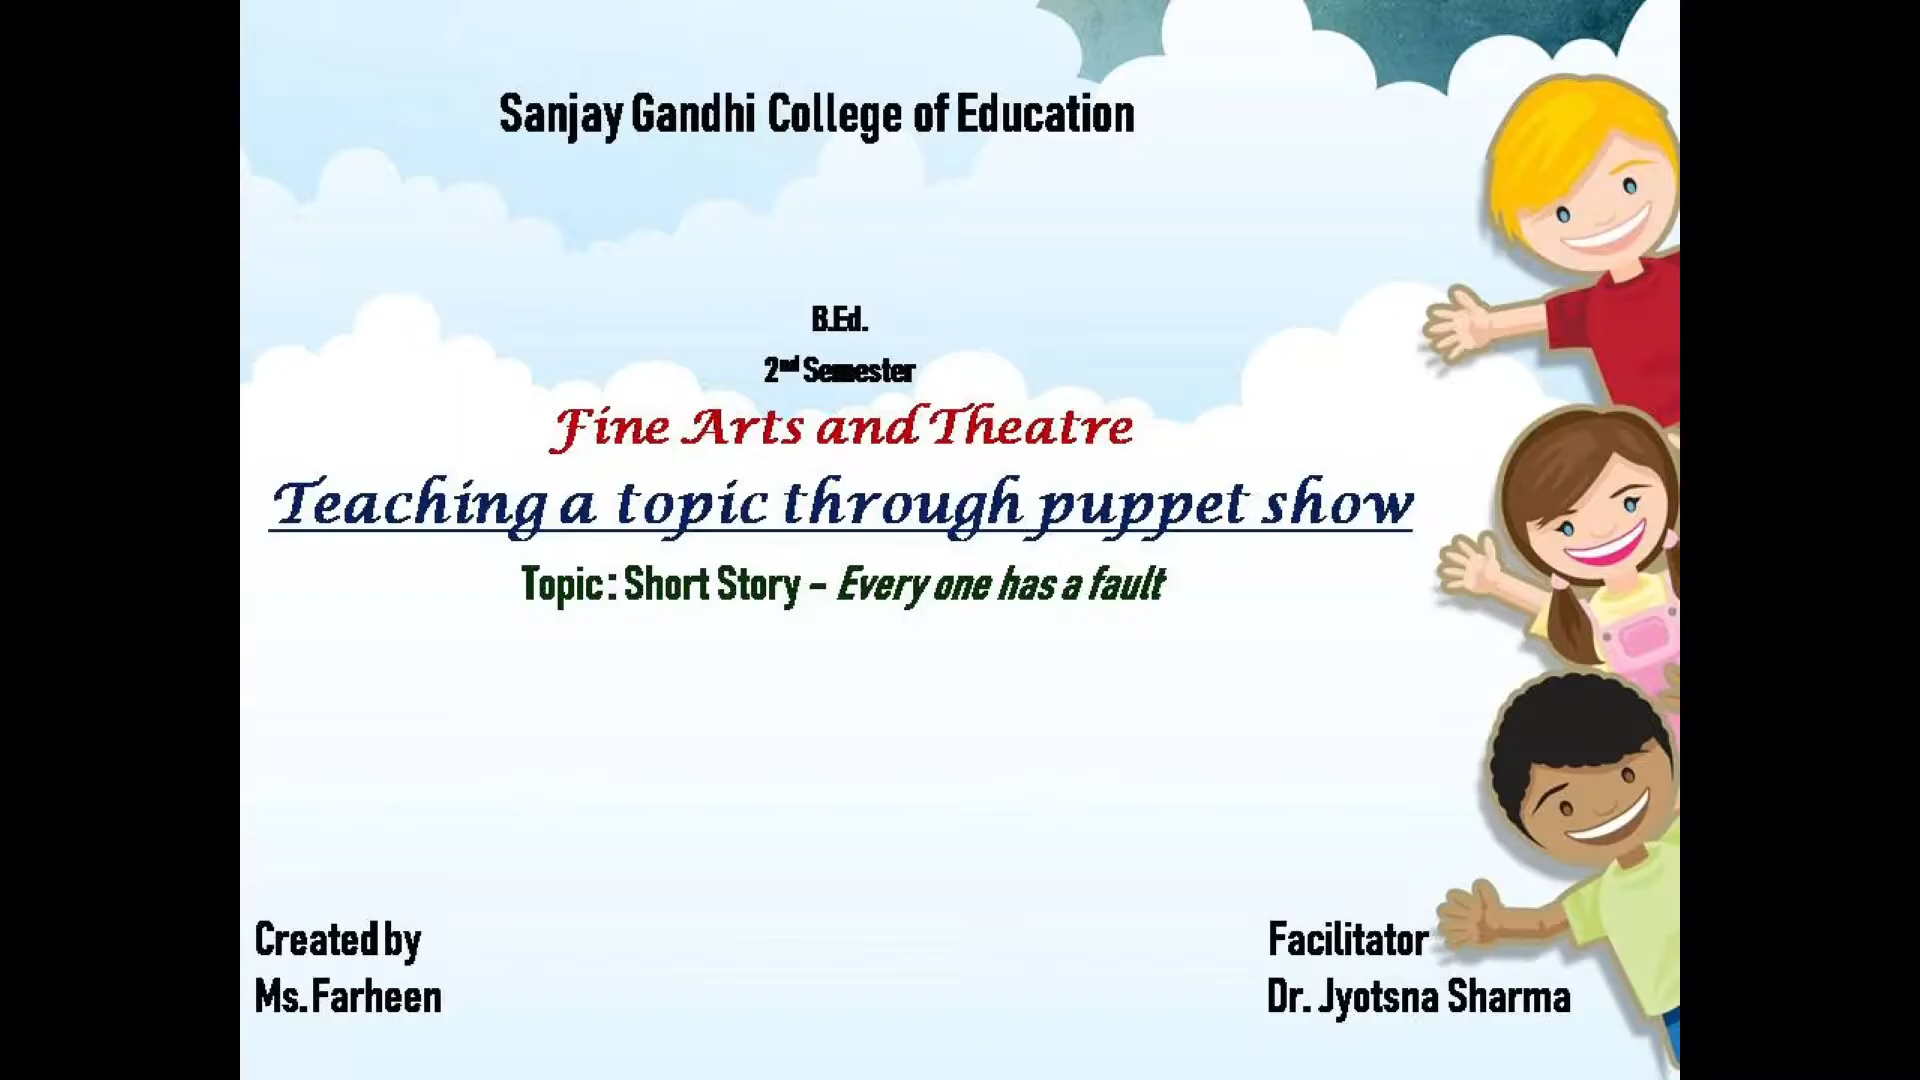 Sanjay Gandhi College of Education
B.Ed.
2nd Semester
Fine Arts and Theatre
Teaching a topic through puppet show
Topic : Short Story – Every one has a fault
Created by
Ms. Farheen
Facilitator
Dr. Jyotsna Sharma